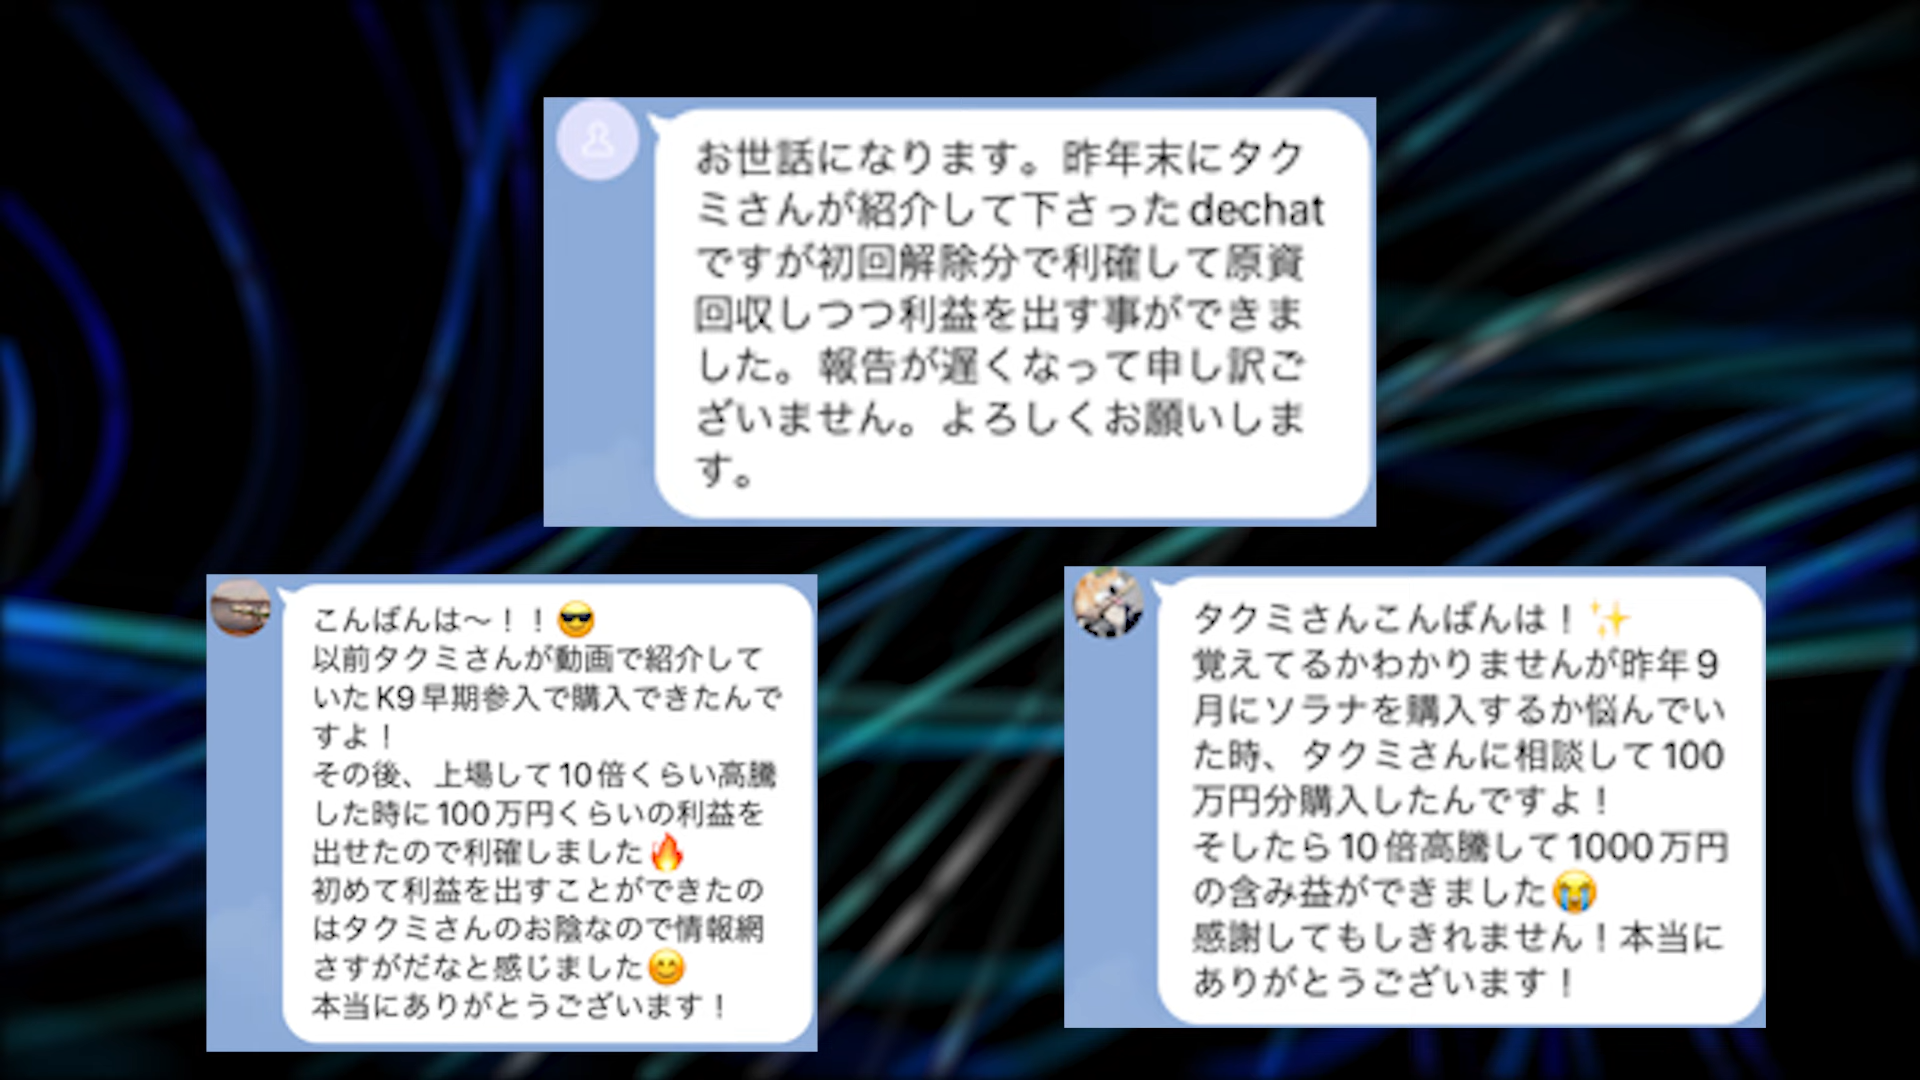 お世話になります。昨年末にタク
ミさんが紹介して下さったdechat
ですが初回解除分で利確して原資
回収しつつ利益を出す事ができま
した。報告が遅くなって申し訳ご
ざいません。よろしくお願いしま
す。
こんばんは〜！！😎
以前タクミさんが動画で紹介して
いたK9早期参入で購入できたんで
すよ！
その後、上場して10倍くらい高騰
した時に100万円くらいの利益を
出せたので利確しました🔥
初めて利益を出すことができたの
はタクミさんのお陰なので情報網
さすがだなと感じました😊
本当にありがとうございます！
タクミさんこんばんは！✨
覚えてるかわかりませんが昨年9
月にソラナを購入するか悩んでい
た時、タクミさんに相談して100
万円分購入したんですよ！
そしたら10倍高騰して1000万円
の含み益ができました😭
感謝してもしきれません！本当に
ありがとうございます！